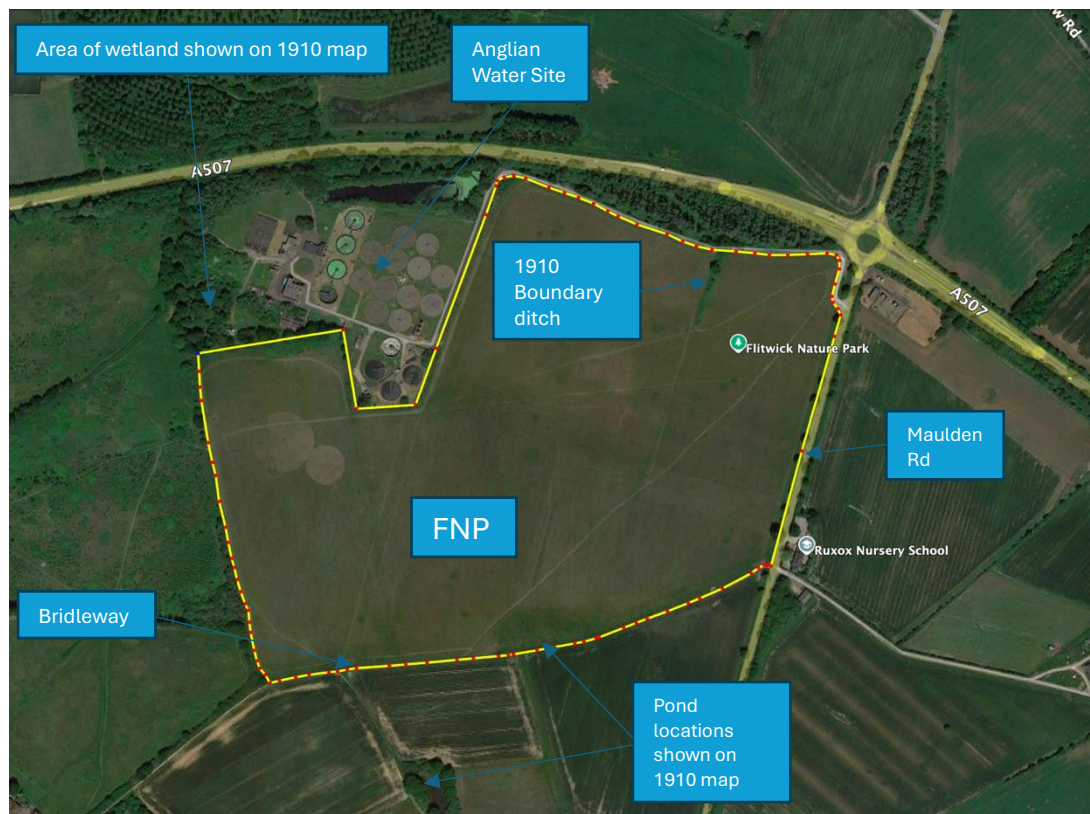 Area of wetland shown on 1910 map
Anglian
Water Site
A507
1910
Boundary
ditch
Flitwick Nature Park
A507
Maulden
Rd
FNP
Ruxox Nursery School
Bridleway
Pond
locations
shown on
1910 map
Rd